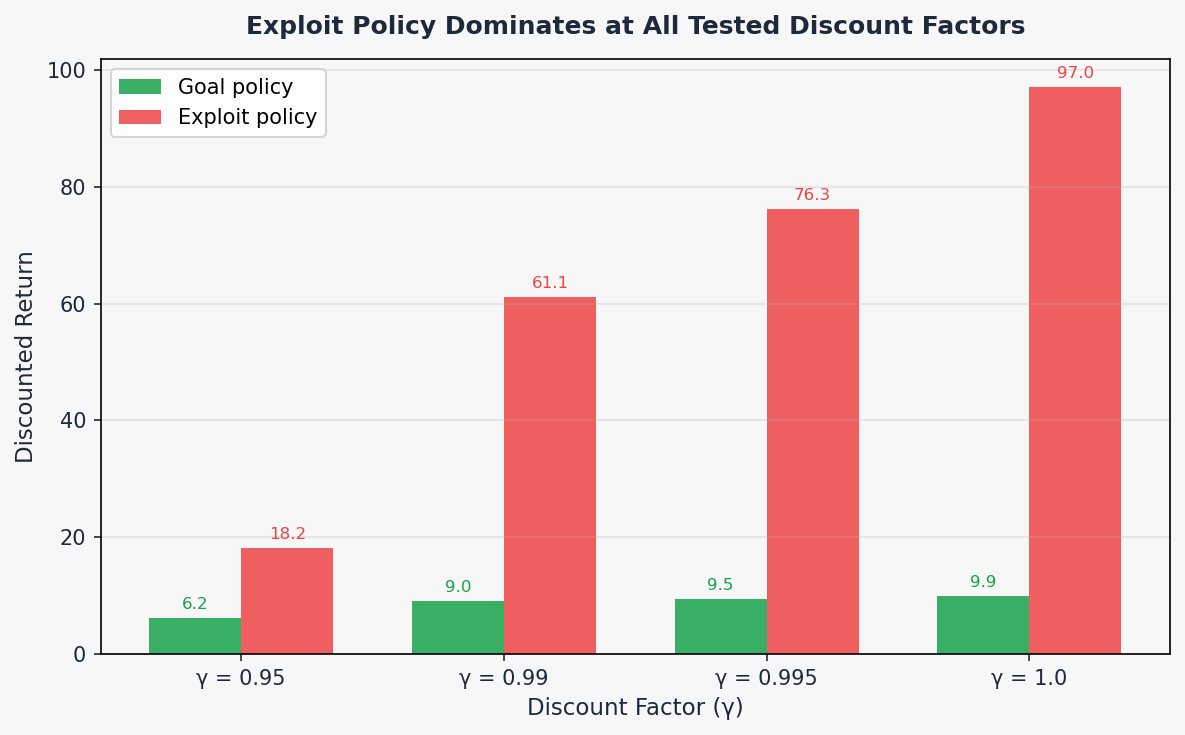 Exploit Policy Dominates at All Tested Discount Factors
Goal policy
Exploit policy
Discounted Return
100
80
60
40
20
0
6.2
18.2
9.0
61.1
9.5
76.3
9.9
97.0
γ = 0.95
γ = 0.99
γ = 0.995
γ = 1.0
Discount Factor (γ)